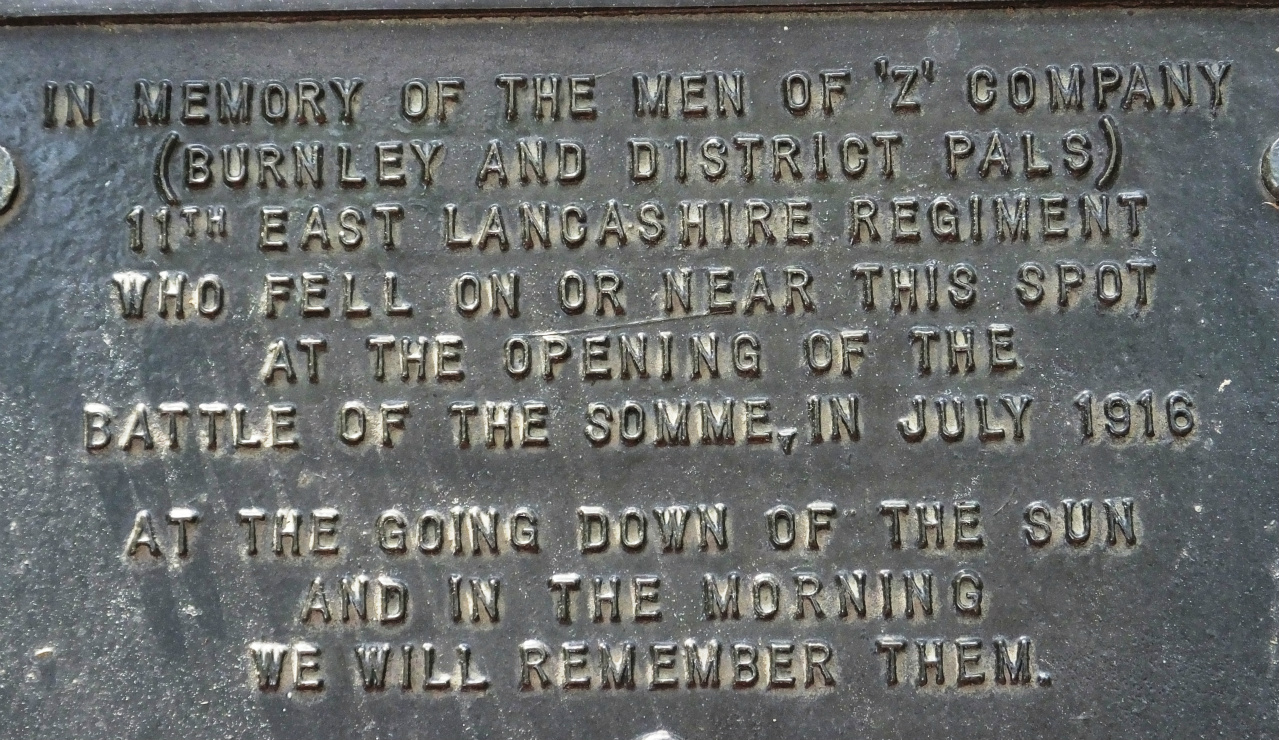 IN MEMORY OF THE MEN OF 'Z' COMPANY
(BURNLEY AND DISTRICT PALS)
11TH EAST LANCASHIRE REGIMENT
WHO FELL ON OR NEAR THIS SPOT
AT THE OPENING OF THE
BATTLE OF THE SOMME, IN JULY 1916
AT THE GOING DOWN OF THE SUN
AND IN THE MORNING
WE WILL REMEMBER THEM.